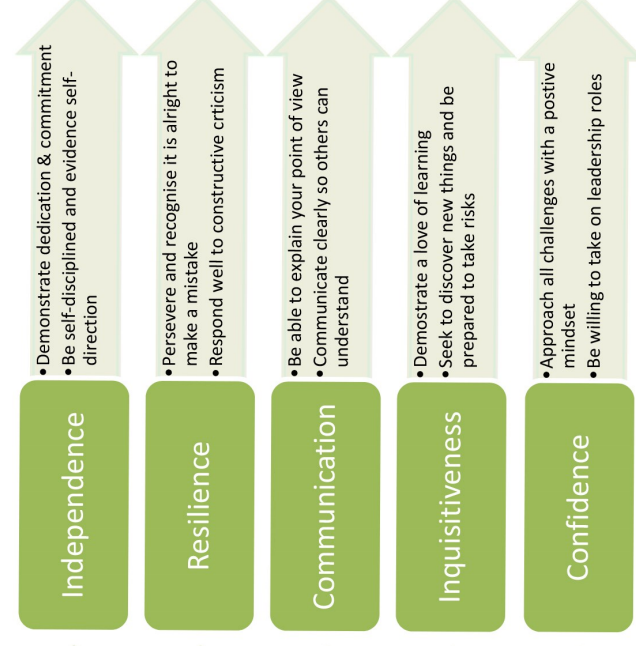 Independence
• Demonstrate dedication & commitment
• Be self-disciplined and evidence self-
direction
Resilience
• Persevere and recognise it is alright to
make a mistake
• Respond well to constructive crticism
Communication
• Be able to explain your point of view
• Communicate clearly so others can
understand
Inquisitiveness
• Demostrate a love of learning
• Seek to discover new things and be
prepared to take risks
Confidence
• Approach all challenges with a postive
mindset
• Be willing to take on leadership roles